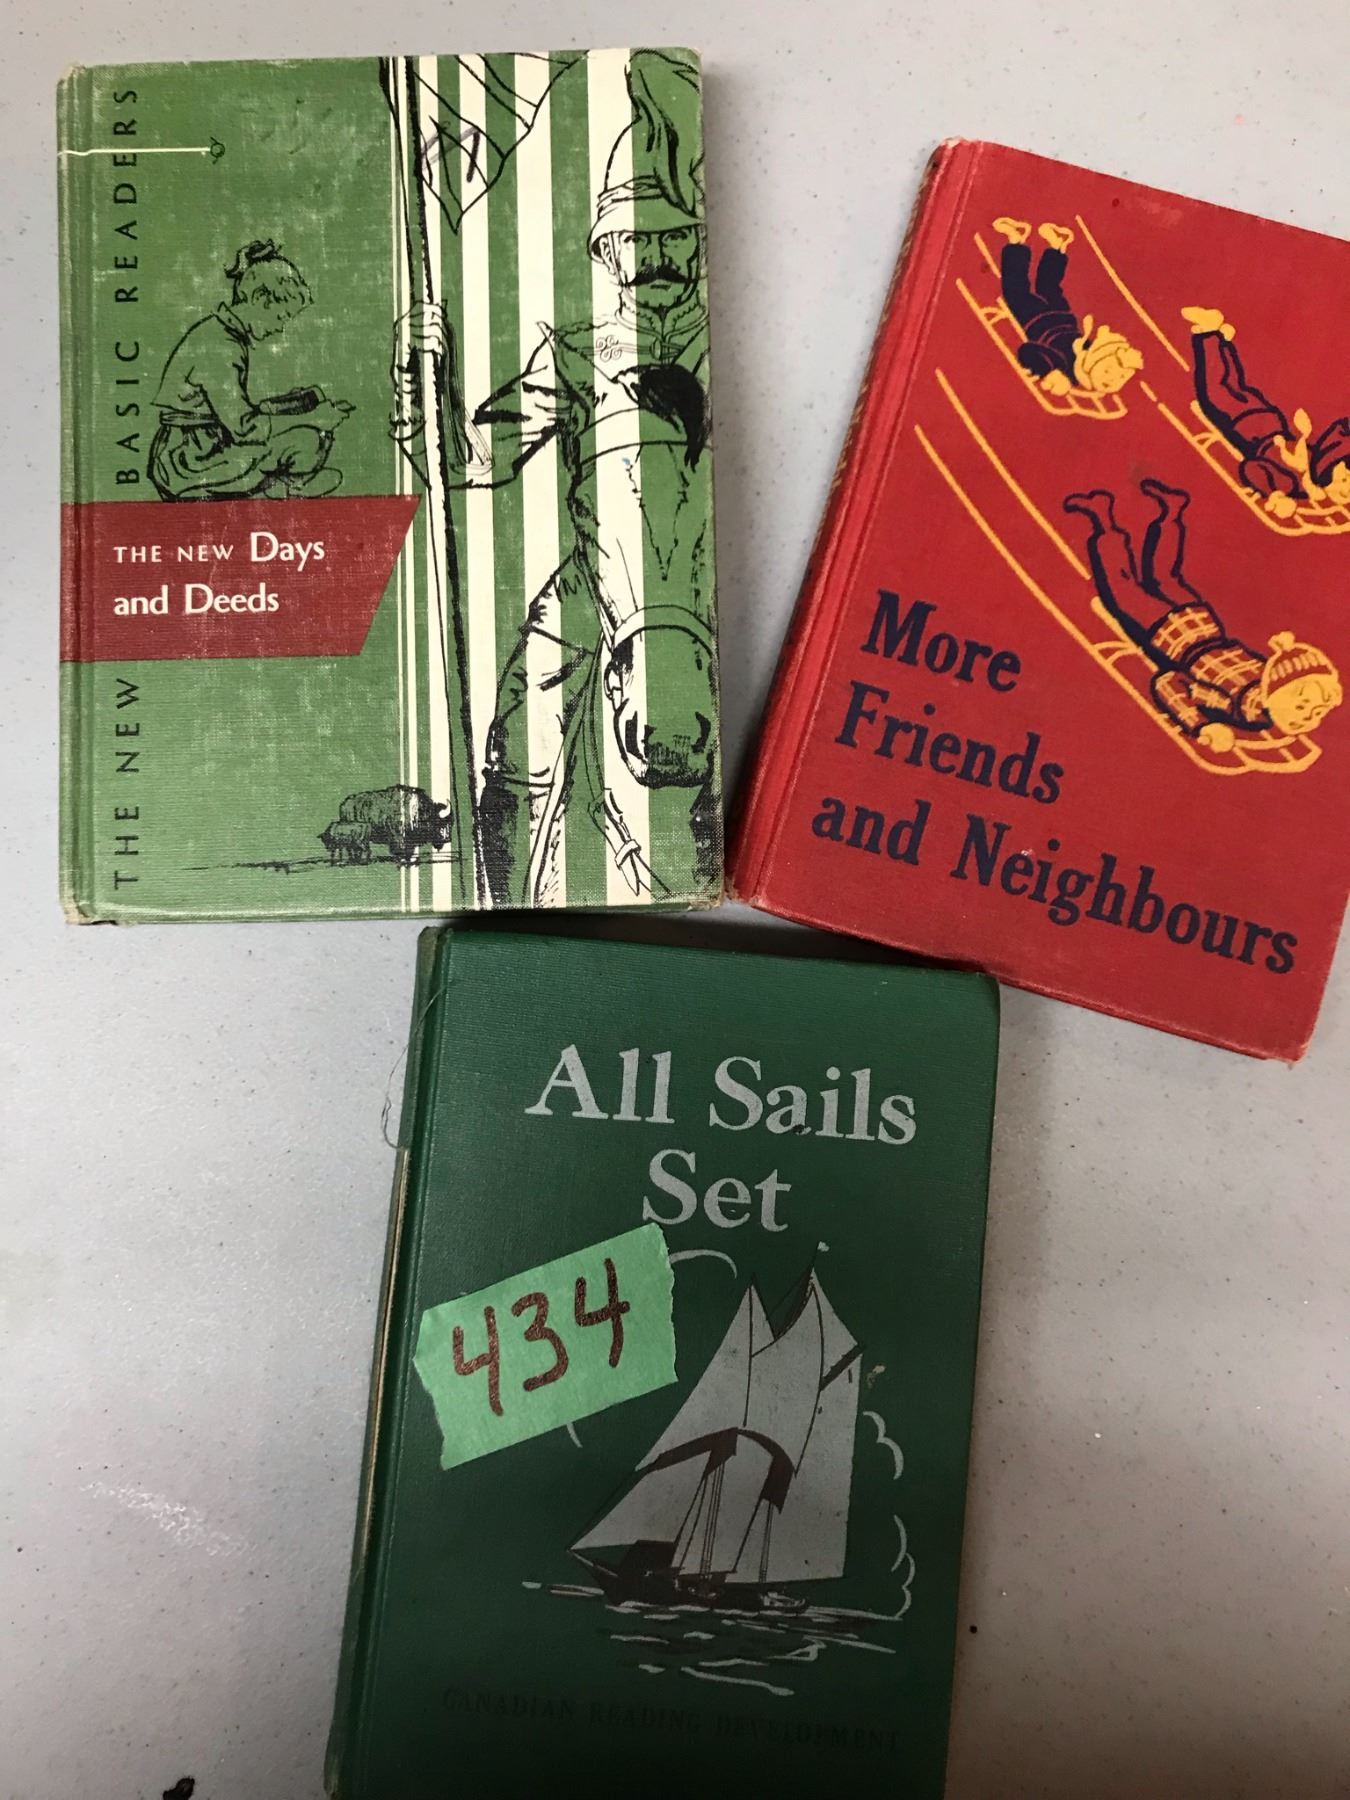 THE NEW BASIC READERS
THE NEW Days
and Deeds
More
Friends
and Neighbours
All Sails
Set
434
CANADIAN READING DEVELOPMENT